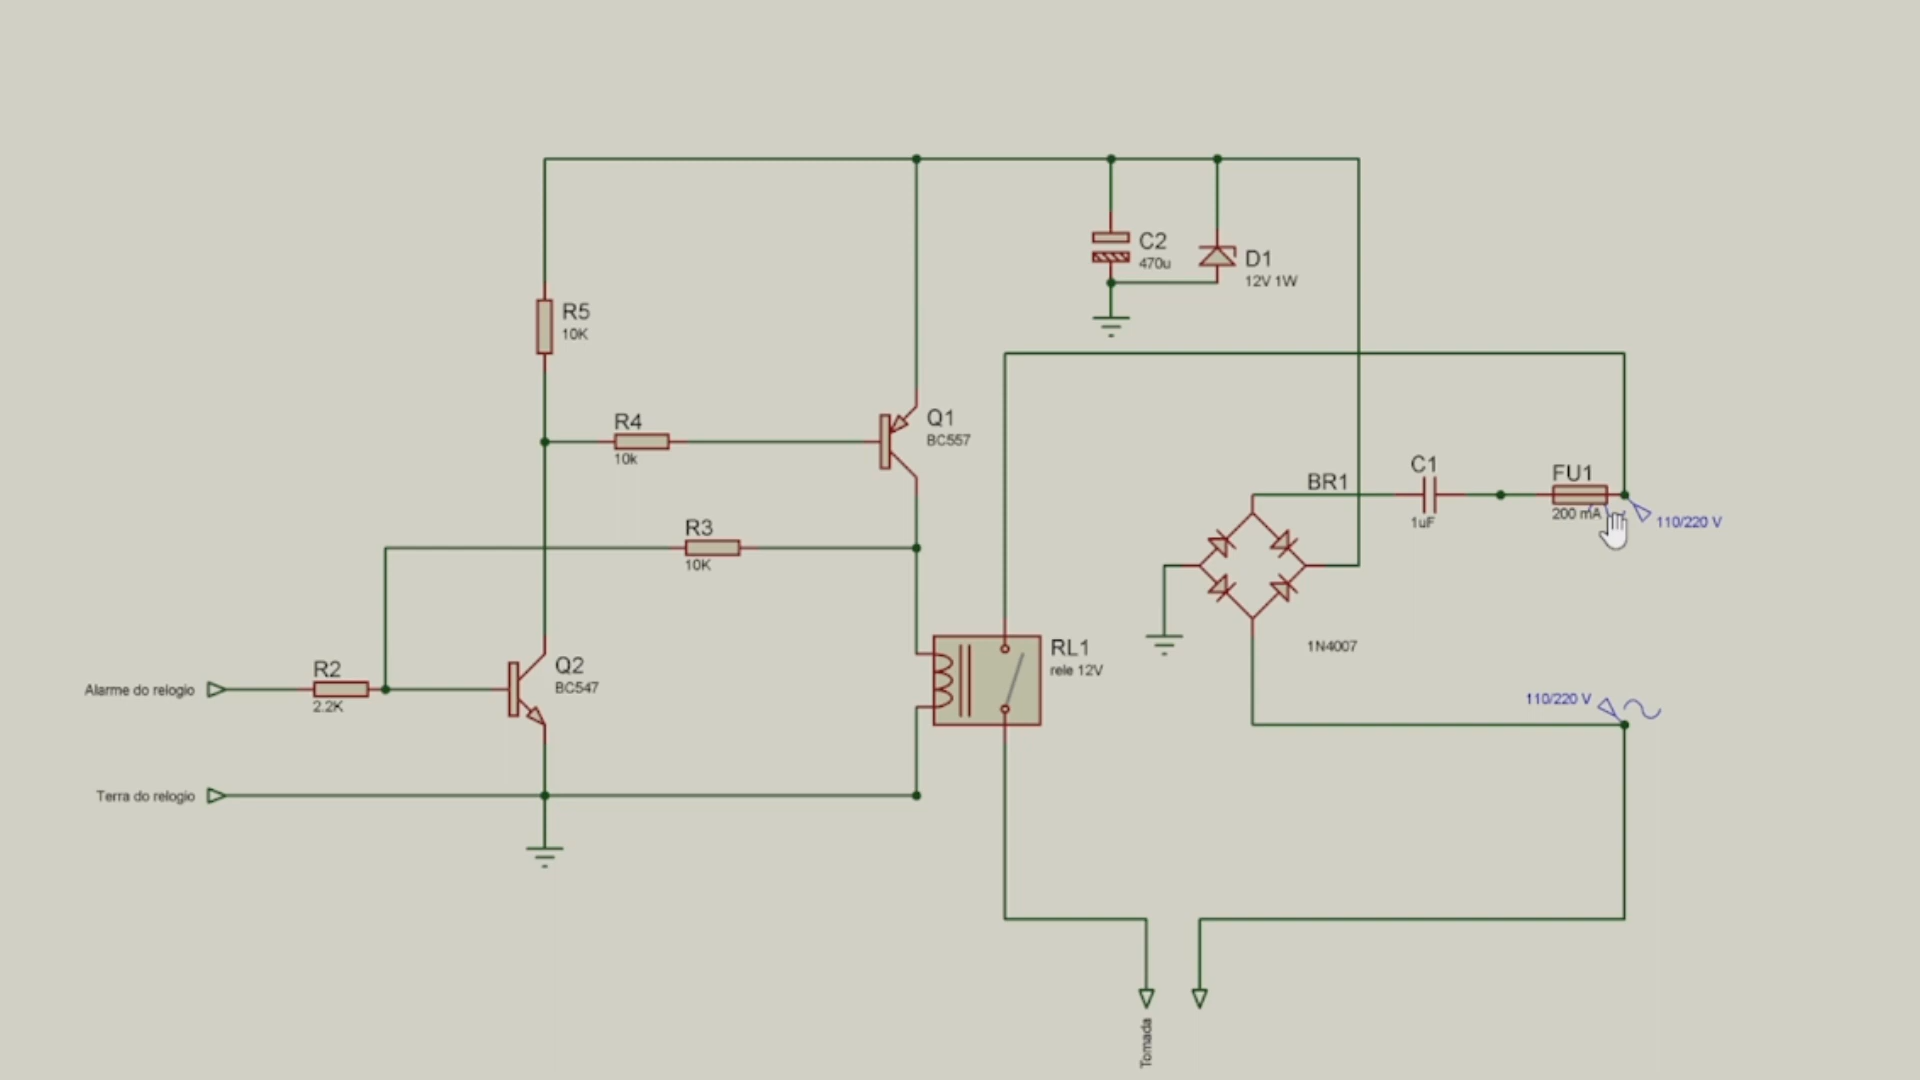 C2
470u
D1
12V 1W
R5
10K
R4
10k
Q1
BC557
R3
10K
BR1
C1
1uF
FU1
200 mA
110/220 V
1N4007
RL1
rele 12V
110/220 V
Alarme do relogio
R2
2.2K
Q2
BC547
Terra do relogio
Tomada